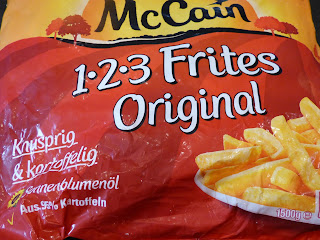 McCain
1·2·3 Frites
Original
Knusprig
& kartoffelig
Sonnenblumenöl
Aus 95% Kartoffeln
1500g